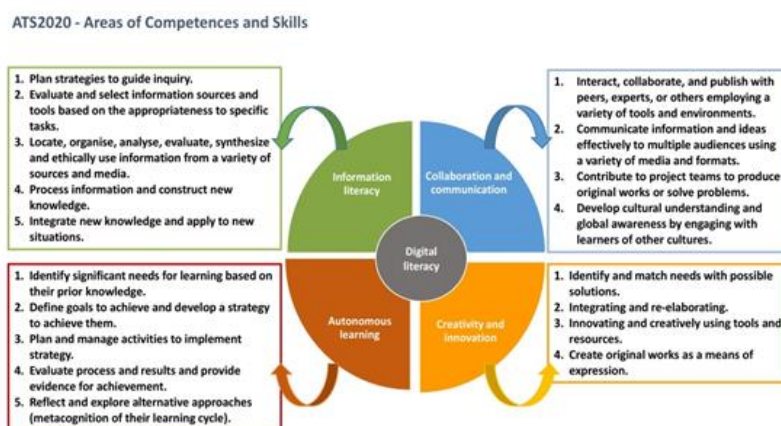 ATS2020 - Areas of Competences and Skills
1. Plan strategies to guide inquiry.
2. Evaluate and select information sources and
tools based on the appropriateness to specific
tasks.
3. Locate, organise, analyse, evaluate, synthesize
and ethically use information from a variety of
sources and media.
4. Process information and construct new
knowledge.
5. Integrate new knowledge and apply to new
situations.
1. Interact, collaborate, and publish with
peers, experts, or others employing a
variety of tools and environments.
2. Communicate information and ideas
effectively to multiple audiences using
a variety of media and formats.
3. Contribute to project teams to produce
original works or solve problems.
4. Develop cultural understanding and
global awareness by engaging with
learners of other cultures.
Information
literacy
Collaboration and
communication
Digital
literacy
Autonomous
learning
Creativity and
innovation
1. Identify significant needs for learning based on
their prior knowledge.
2. Define goals to achieve and develop a strategy
to achieve them.
3. Plan and manage activities to implement
strategy.
4. Evaluate process and results and provide
evidence for achievement.
5. Reflect and explore alternative approaches
(metacognition of their learning cycle).
1. Identify and match needs with possible
solutions.
2. Integrating and re-elaborating.
3. Innovating and creatively using tools and
resources.
4. Create original works as a means of
expression.